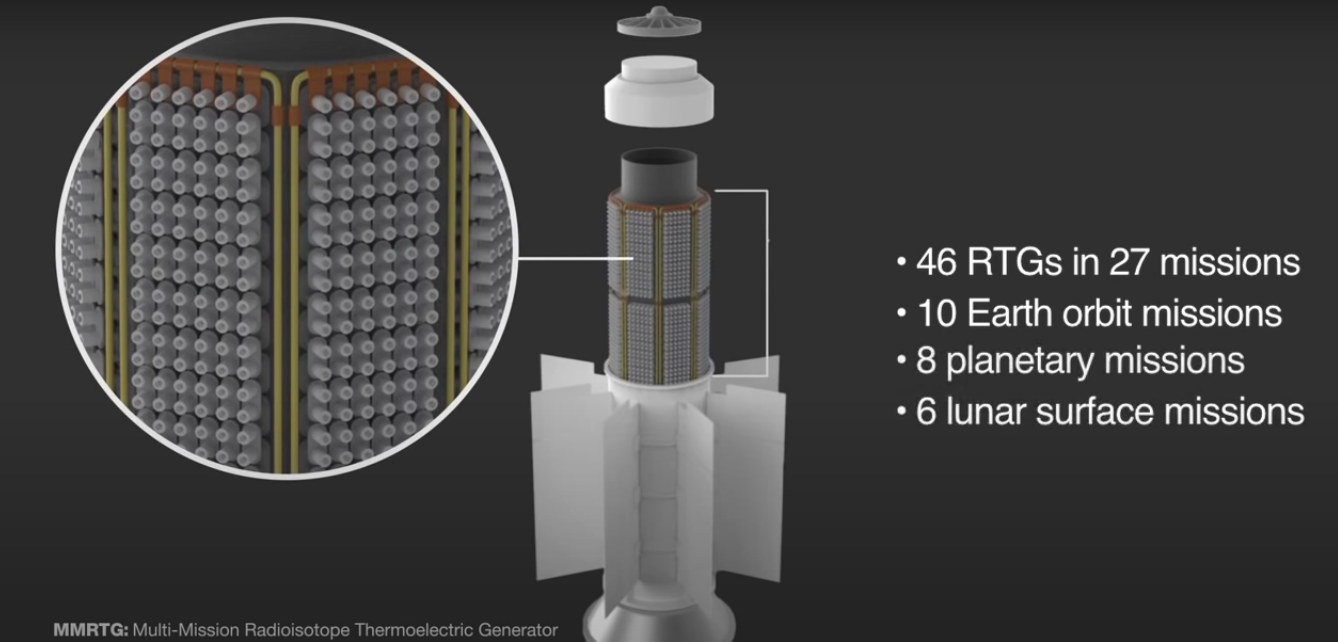 • 46 RTGs in 27 missions
• 10 Earth orbit missions
• 8 planetary missions
• 6 lunar surface missions
MMRTG: Multi-Mission Radioisotope Thermoelectric Generator